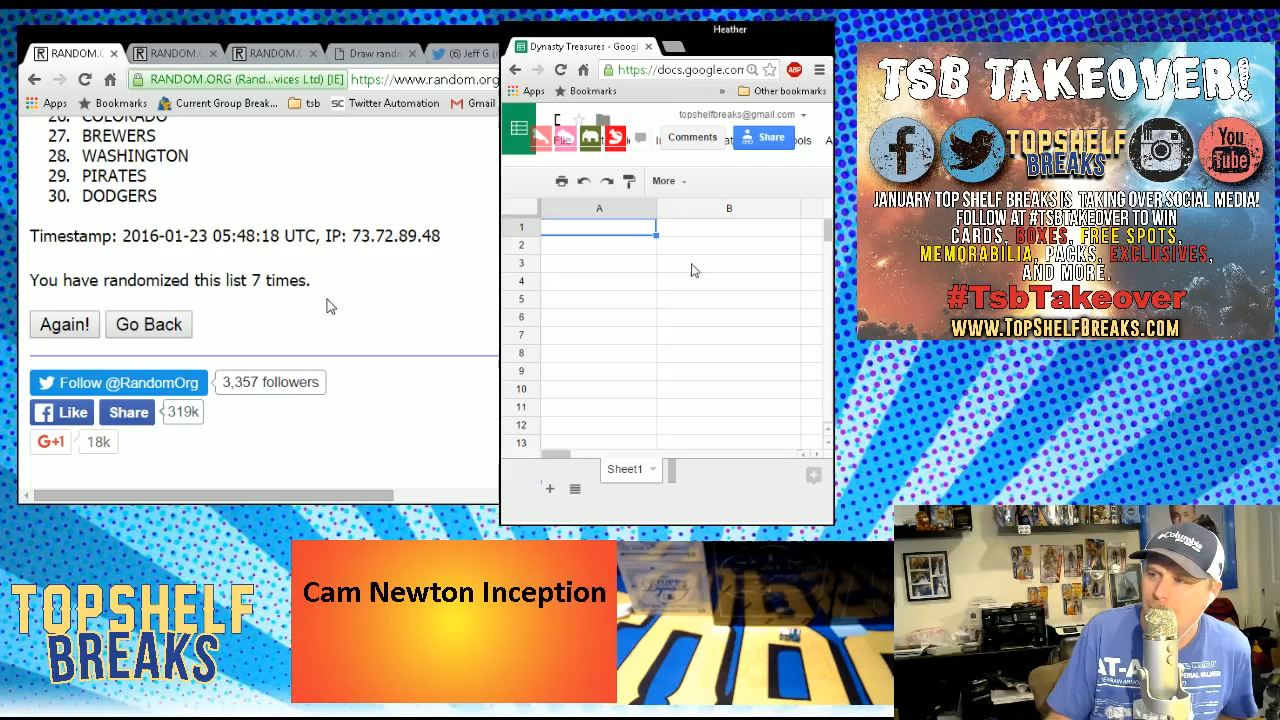 Heather
RANDOM.C
RANDOM.
RANDOM.
Draw rand
(6) Jeff G (
RANDOM.ORG (Rand...vices Ltd) [IE]
https://www.random.org
Apps
Bookmarks
Current Group Break...
tsb
SC Twitter Automation
Gmail
26. COLORADO
27. BREWERS
28. WASHINGTON
29. PIRATES
30. DODGERS
Timestamp: 2016-01-23 05:48:18 UTC, IP: 73.72.89.48
You have randomized this list 7 times.
Again!
Go Back
Follow @RandomOrg
3,357 followers
Like
Share
319k
G+1
18k
Dynasty Treasures - Googl
https://docs.google.com
ABP
Apps
Bookmarks
»
Other bookmarks
topshelfbreaks@gmail.com
Comments
Share
More
A
B
1
2
3
4
5
6
7
8
9
10
11
12
13
Sheet1
TSB TAKEOVER!
TOPSHELF
BREAKS
You
Tube
JANUARY TOP SHELF BREAKS IS TAKING OVER SOCIAL MEDIA!
FOLLOW AT #TSBTAKEOVER TO WIN
CARDS, BOXES, FREE SPOTS,
MEMORABILIA, PACKS, EXCLUSIVES,
AND MORE.
#TsbTakeover
WWW.TOPSHELFBREAKS.COM
TOPSHELF
BREAKS
Cam Newton Inception
Columbia
AT-A